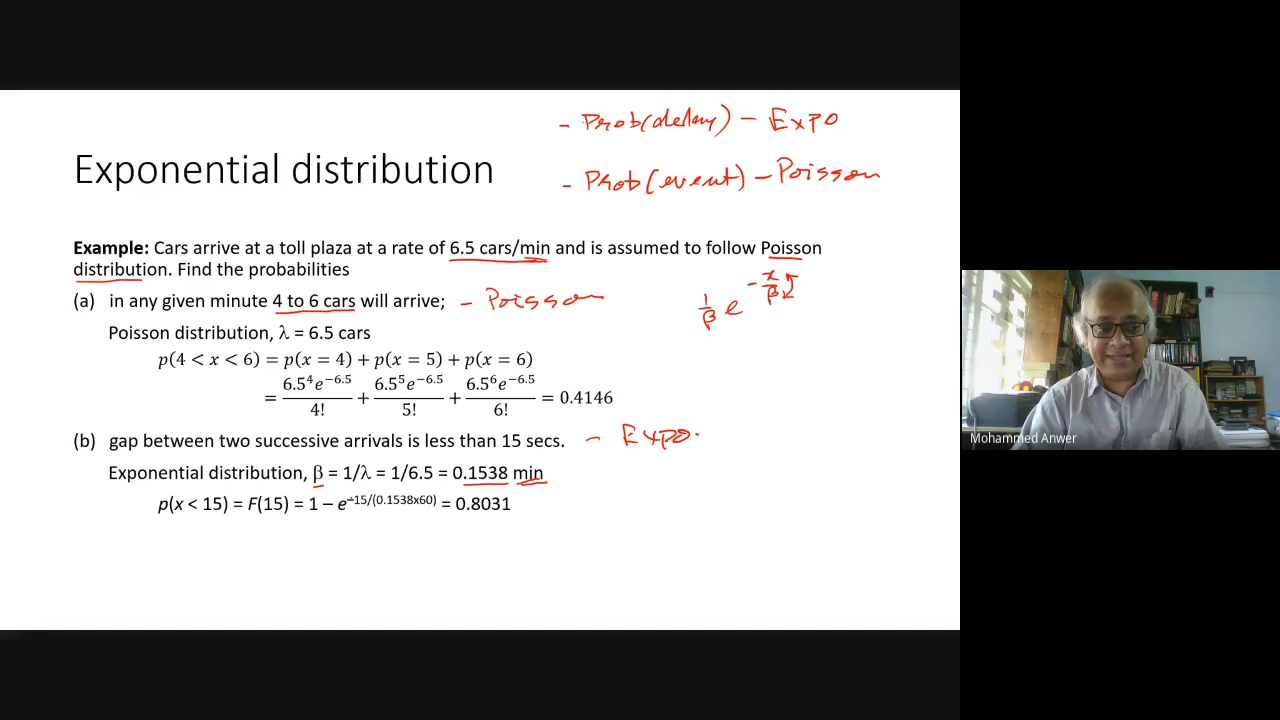 - Prob(delay) - Expo
Exponential distribution
- Prob(event) - Poisson
Example: Cars arrive at a toll plaza at a rate of 6.5 cars/min and is assumed to follow Poisson
distribution. Find the probabilities
(a) in any given minute 4 to 6 cars will arrive; - Poisson
1/β e^(-x/β)
Poisson distribution, λ = 6.5 cars
p(4 < x < 6) = p(x = 4) + p(x = 5) + p(x = 6)
= 6.5⁴e^(−6.5)/4! + 6.5⁵e^(−6.5)/5! + 6.5⁶e^(−6.5)/6! = 0.4146
(b) gap between two successive arrivals is less than 15 secs. - Expo.
Exponential distribution, β = 1/λ = 1/6.5 = 0.1538 min
p(x < 15) = F(15) = 1 – e^(–15/(0.1538x60)) = 0.8031
Mohammed Anwer